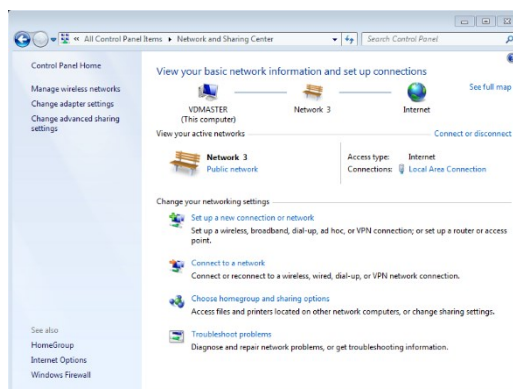 « All Control Panel Items ▸ Network and Sharing Center
Search Control Panel
Control Panel Home
Manage wireless networks
Change adapter settings
Change advanced sharing
settings
View your basic network information and set up connections
See full map
VDMASTER
(This computer)
Network 3
Internet
View your active networks
Connect or disconnect
Network 3
Public network
Access type: Internet
Connections: Local Area Connection
Change your networking settings
Set up a new connection or network
Set up a wireless, broadband, dial-up, ad hoc, or VPN connection; or set up a router or access
point.
Connect to a network
Connect or reconnect to a wireless, wired, dial-up, or VPN network connection.
Choose homegroup and sharing options
Access files and printers located on other network computers, or change sharing settings.
Troubleshoot problems
Diagnose and repair network problems, or get troubleshooting information.
See also
HomeGroup
Internet Options
Windows Firewall